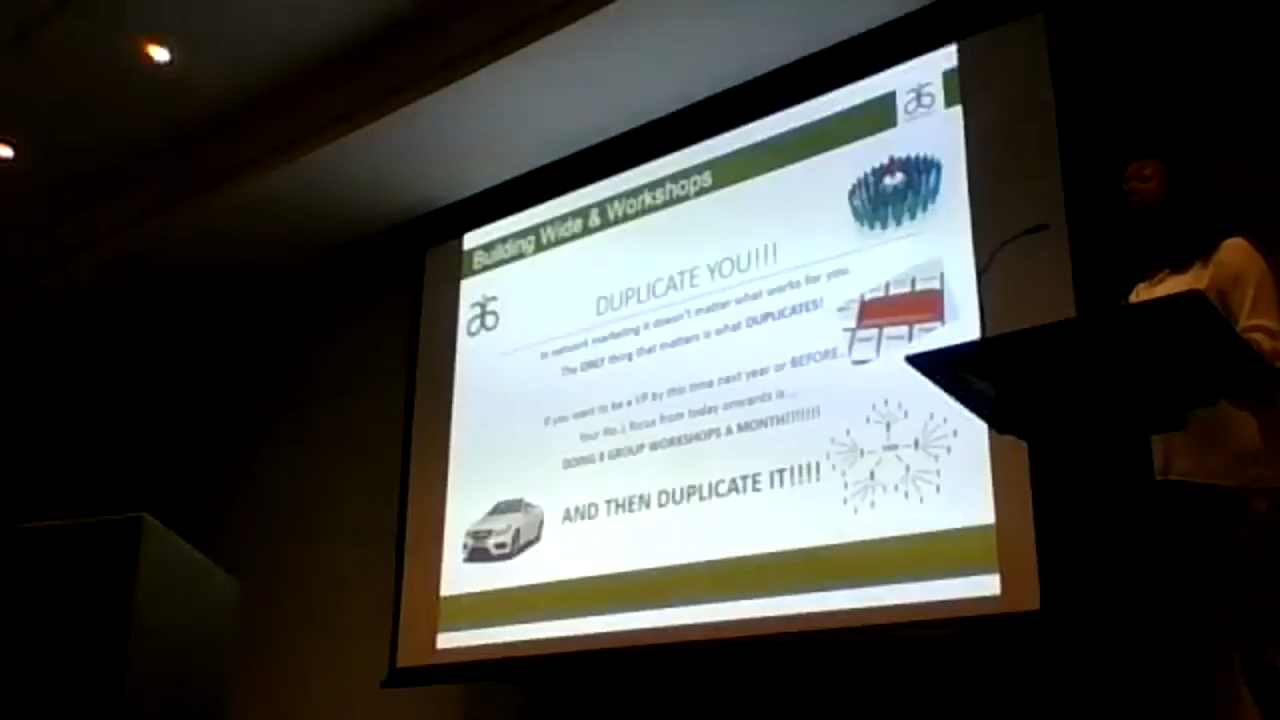 Building Wide & Workshops
DUPLICATE YOU!!!
In network marketing it doesn't matter what works for you
The ONLY thing that matters is what DUPLICATES!
If you want to be a VP by this time next year or BEFORE...
Your No.1 focus from today onwards is...
DOING 8 GROUP WORKSHOPS A MONTH!!!!!!!
AND THEN DUPLICATE IT!!!!